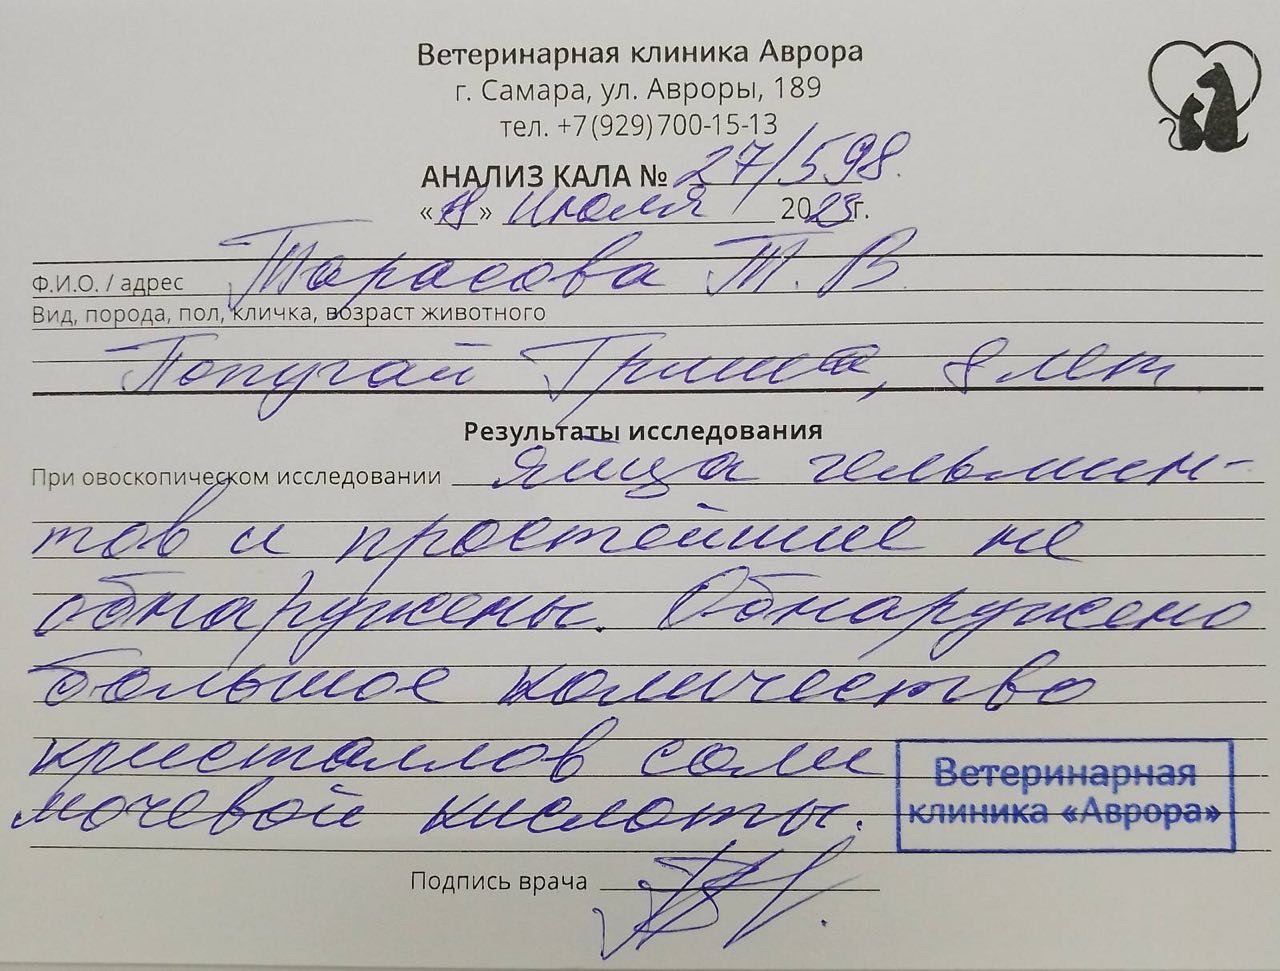 Ветеринарная клиника Аврора
г. Самара, ул. Авроры, 189
тел. +7(929)700-15-13
АНАЛИЗ КАЛА № 27/598.
«18» Июля 2023г.
Ф.И.О. / адрес Тарасова Т. В.
Вид, порода, пол, кличка, возраст животного
Попугай Гриша, 8 лет
Результаты исследования
При овоскопическом исследовании яйца гельмин-
тов и простейшие не
обнаружены. Обнаружено
большое количество
кристаллов соли
мочевой кислоты.
Ветеринарная
клиника «Аврора»
Подпись врача